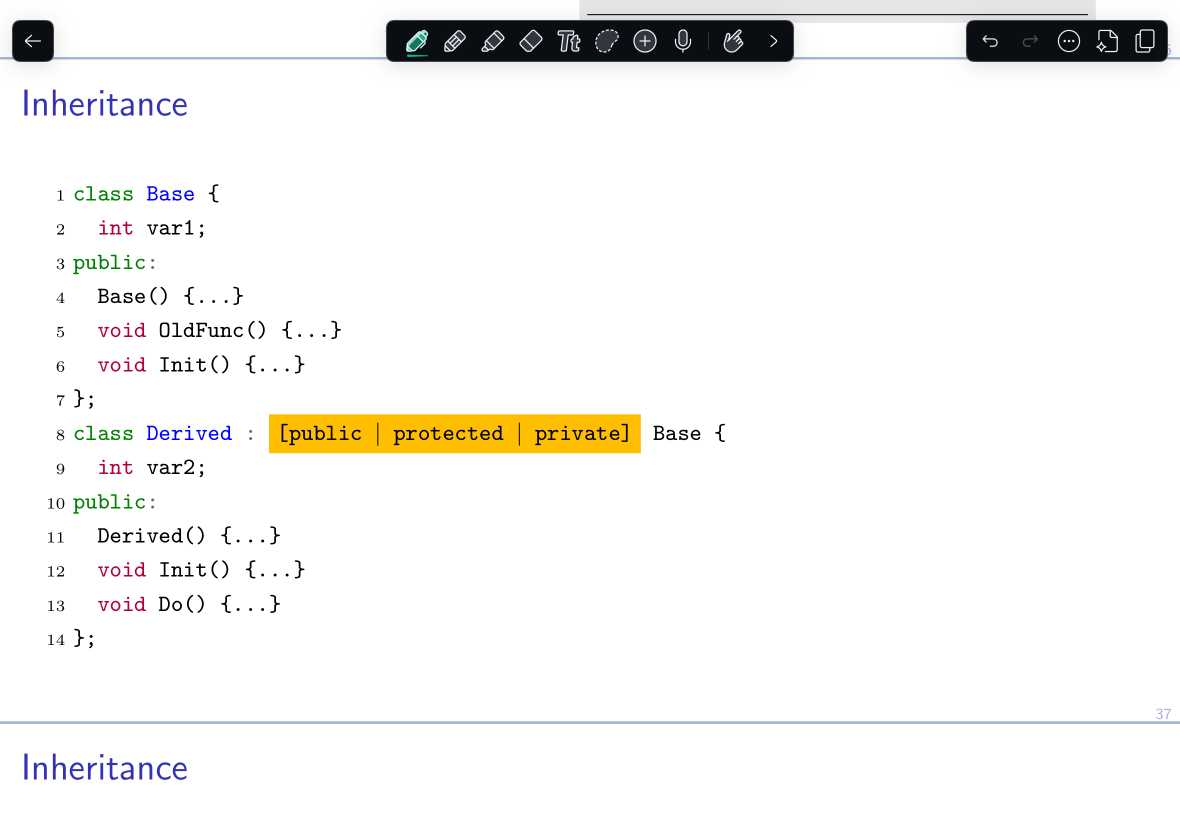 Inheritance
1 class Base {
2 int var1;
3 public:
4 Base() {...}
5 void OldFunc() {...}
6 void Init() {...}
7 };
8 class Derived : [public | protected | private] Base {
9 int var2;
10 public:
11 Derived() {...}
12 void Init() {...}
13 void Do() {...}
14 };
37
Inheritance